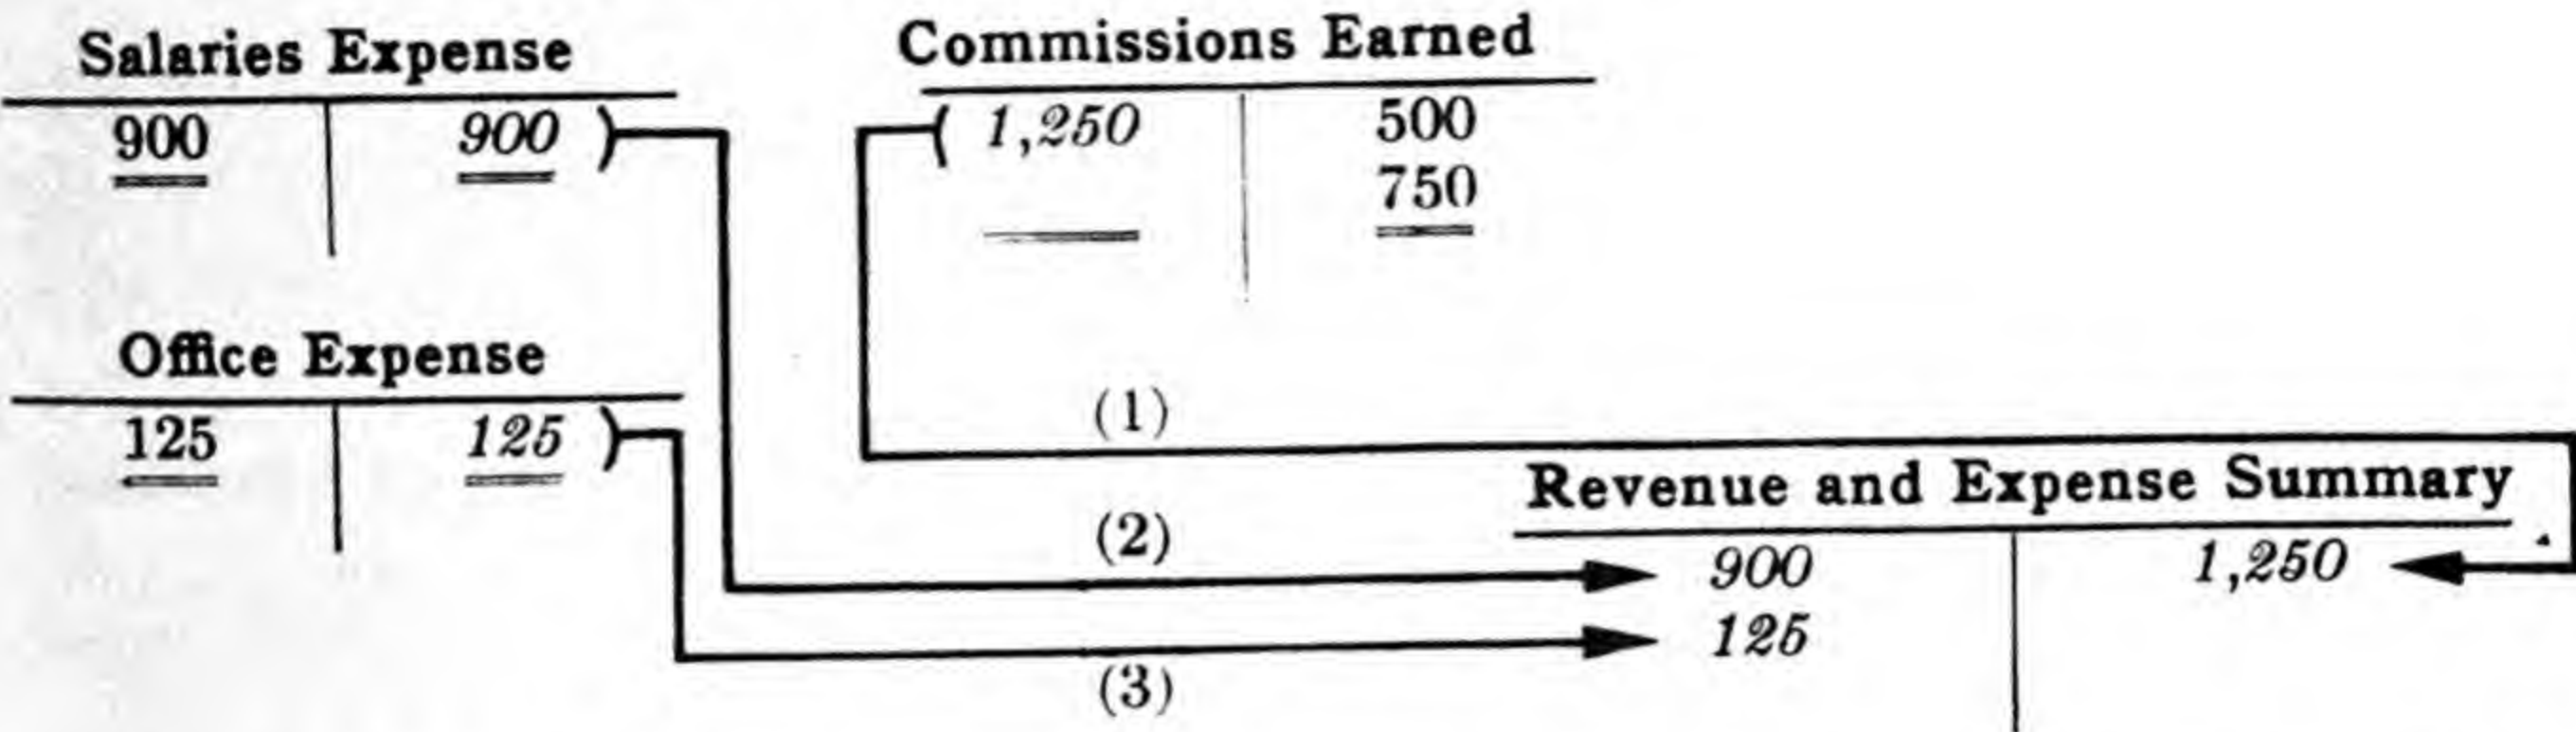 Salaries Expense
900 900
Commissions Earned
1,250 500
750
Office Expense
125 125
(1)
Revenue and Expense Summary
(2)
900 1,250
125
(3)